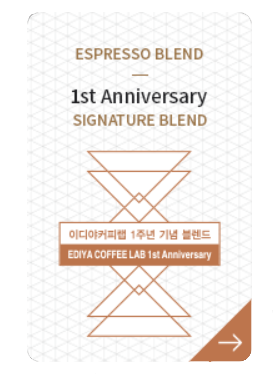 ESPRESSO BLEND
1st Anniversary
SIGNATURE BLEND
이디야커피랩 1주년 기념 블렌드
EDIYA COFFEE LAB 1st Anniversary